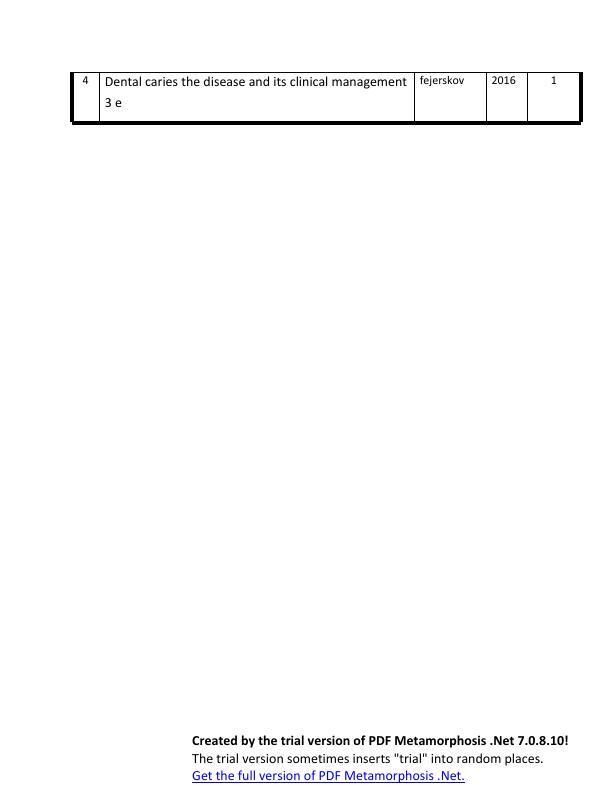 4 Dental caries the disease and its clinical management fejerskov 2016 1
3 e
Created by the trial version of PDF Metamorphosis .Net 7.0.8.10!
The trial version sometimes inserts "trial" into random places.
Get the full version of PDF Metamorphosis .Net.